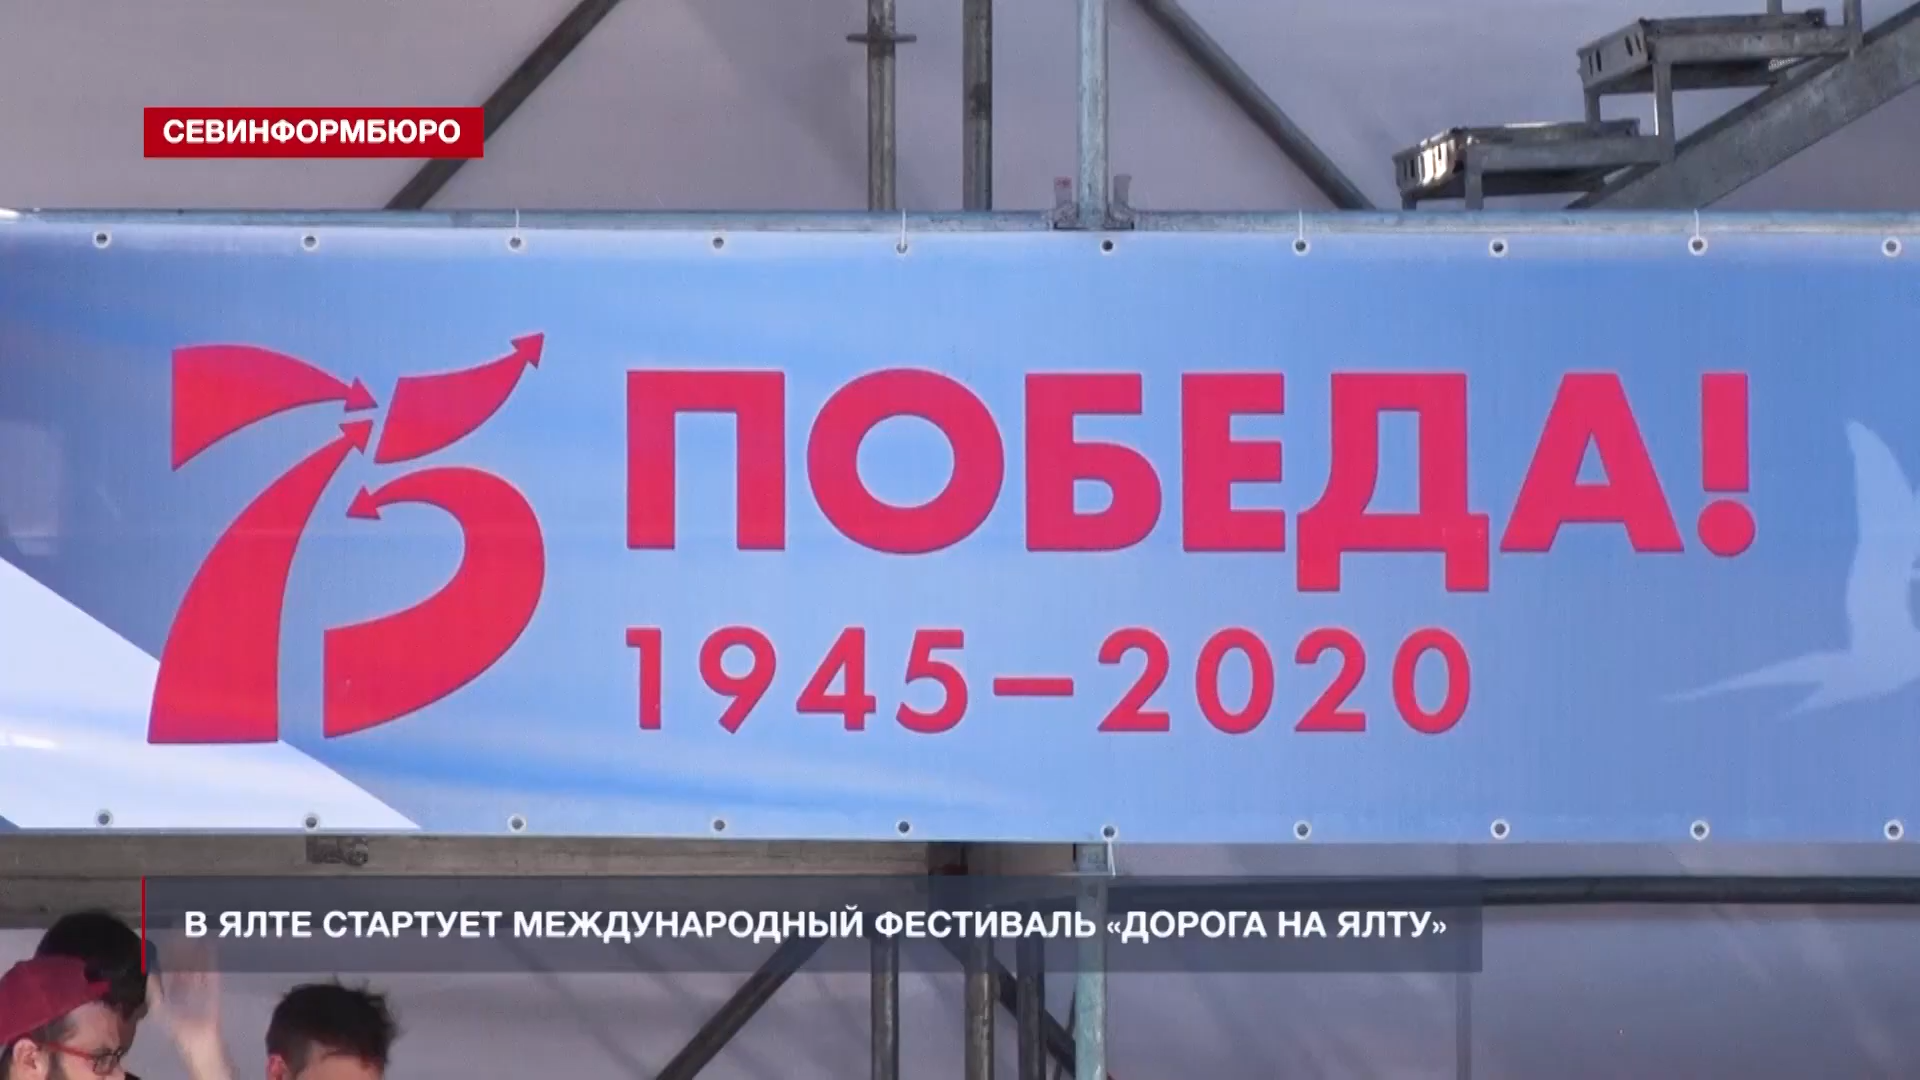 СЕВИНФОРМБЮРО
75 ПОБЕДА!
1945–2020
В ЯЛТЕ СТАРТУЕТ МЕЖДУНАРОДНЫЙ ФЕСТИВАЛЬ «ДОРОГА НА ЯЛТУ»